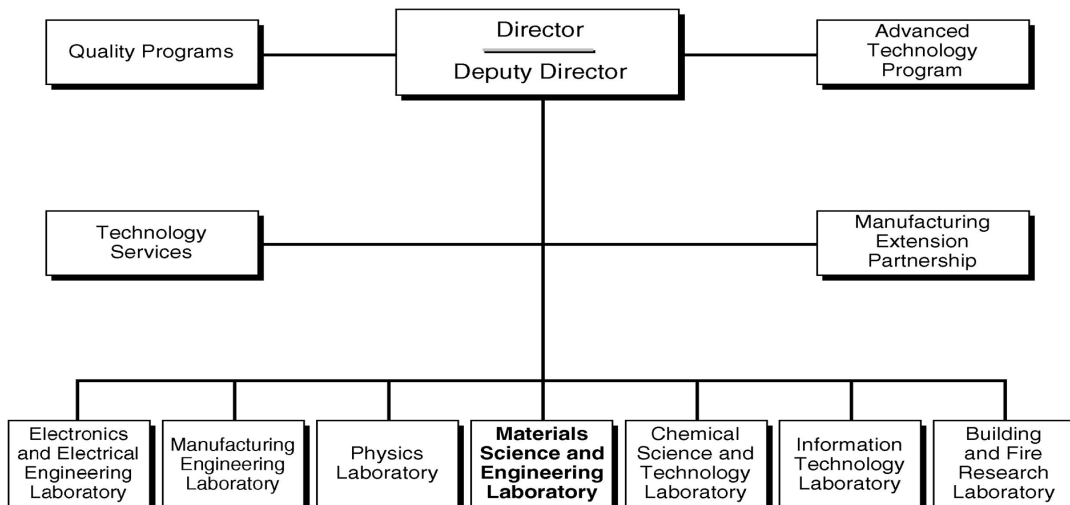 Quality Programs
Director
Deputy Director
Advanced
Technology
Program
Technology
Services
Manufacturing
Extension
Partnership
Electronics
and Electrical
Engineering
Laboratory
Manufacturing
Engineering
Laboratory
Physics
Laboratory
Materials
Science and
Engineering
Laboratory
Chemical
Science and
Technology
Laboratory
Information
Technology
Laboratory
Building
and Fire
Research
Laboratory